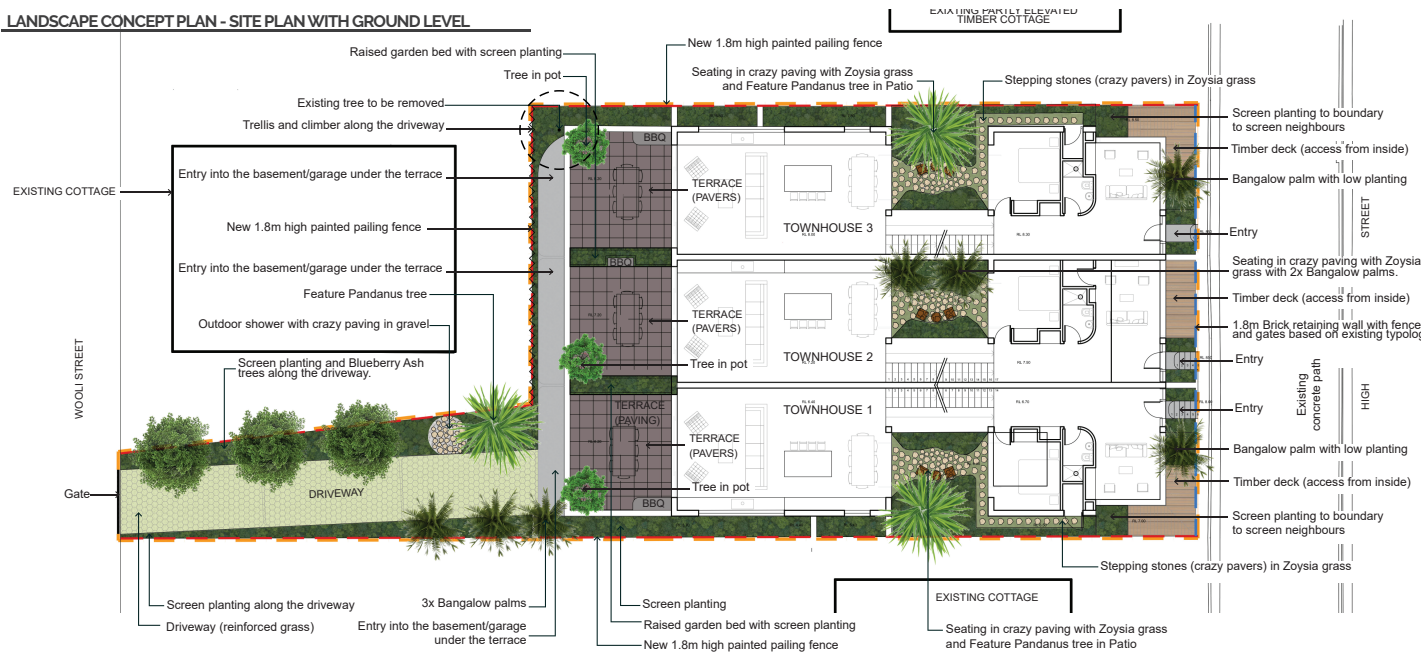 LANDSCAPE CONCEPT PLAN - SITE PLAN WITH GROUND LEVEL
EXIXTING PARTLY ELEVATED
TIMBER COTTAGE
Raised garden bed with screen planting
New 1.8m high painted pailing fence
Tree in pot
Seating in crazy paving with Zoysia grass
and Feature Pandanus tree in Patio
Stepping stones (crazy pavers) in Zoysia grass
Existing tree to be removed
Trellis and climber along the driveway
Screen planting to boundary
to screen neighbours
Timber deck (access from inside)
BBQ
Entry into the basement/garage under the terrace
Bangalow palm with low planting
EXISTING COTTAGE
TERRACE
(PAVERS)
New 1.8m high painted pailing fence
TOWNHOUSE 3
Entry
STREET
Entry into the basement/garage under the terrace
BBQ
Seating in crazy paving with Zoysia
grass with 2x Bangalow palms.
Feature Pandanus tree
Timber deck (access from inside)
Outdoor shower with crazy paving in gravel
TERRACE
(PAVERS)
1.8m Brick retaining wall with fence
and gates based on existing typolog
WOOLI STREET
Screen planting and Blueberry Ash
trees along the driveway.
Tree in pot
TOWNHOUSE 2
Entry
TERRACE
(PAVING)
TOWNHOUSE 1
Entry
Existing
concrete path
HIGH
TERRACE
(PAVERS)
Bangalow palm with low planting
Gate
DRIVEWAY
Tree in pot
BBQ
Timber deck (access from inside)
Screen planting to boundary
to screen neighbours
Stepping stones (crazy pavers) in Zoysia grass
Screen planting along the driveway
3x Bangalow palms
Screen planting
EXISTING COTTAGE
Driveway (reinforced grass)
Entry into the basement/garage
under the terrace
Raised garden bed with screen planting
New 1.8m high painted pailing fence
Seating in crazy paving with Zoysia grass
and Feature Pandanus tree in Patio